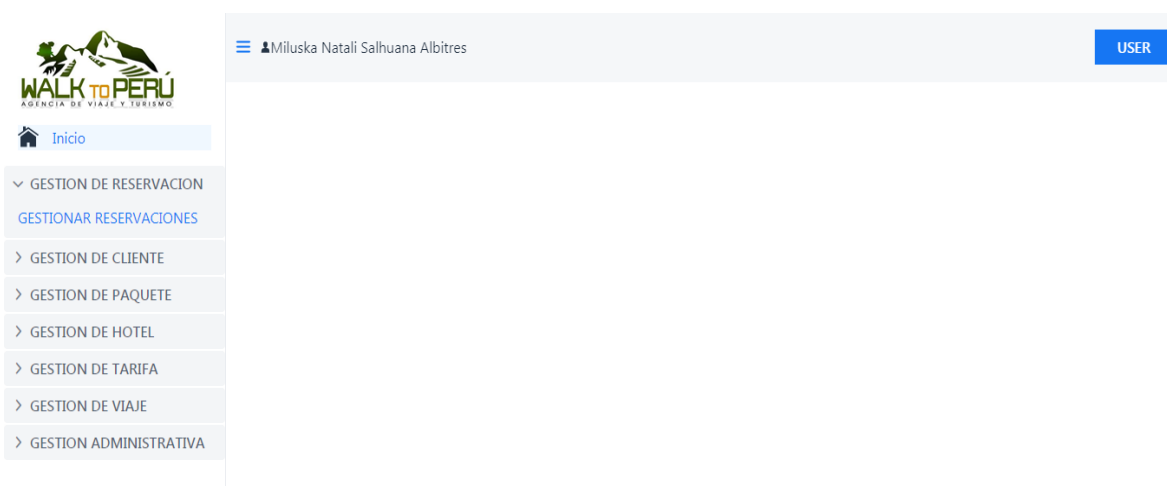 WALK TO PERÚ
AGENCIA DE VIAJE Y TURISMO
Miluska Natali Salhuana Albitres
USER
Inicio
GESTION DE RESERVACION
GESTIONAR RESERVACIONES
GESTION DE CLIENTE
GESTION DE PAQUETE
GESTION DE HOTEL
GESTION DE TARIFA
GESTION DE VIAJE
GESTION ADMINISTRATIVA